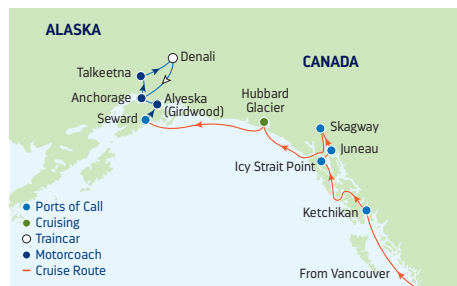 ALASKA
Denali
CANADA
Talkeetna
Hubbard
Glacier
Anchorage
Alyeska
(Girdwood)
Seward
Skagway
Juneau
Icy Strait Point
Ketchikan
Ports of Call
Cruising
Traincar
Motorcoach
Cruise Route
From Vancouver